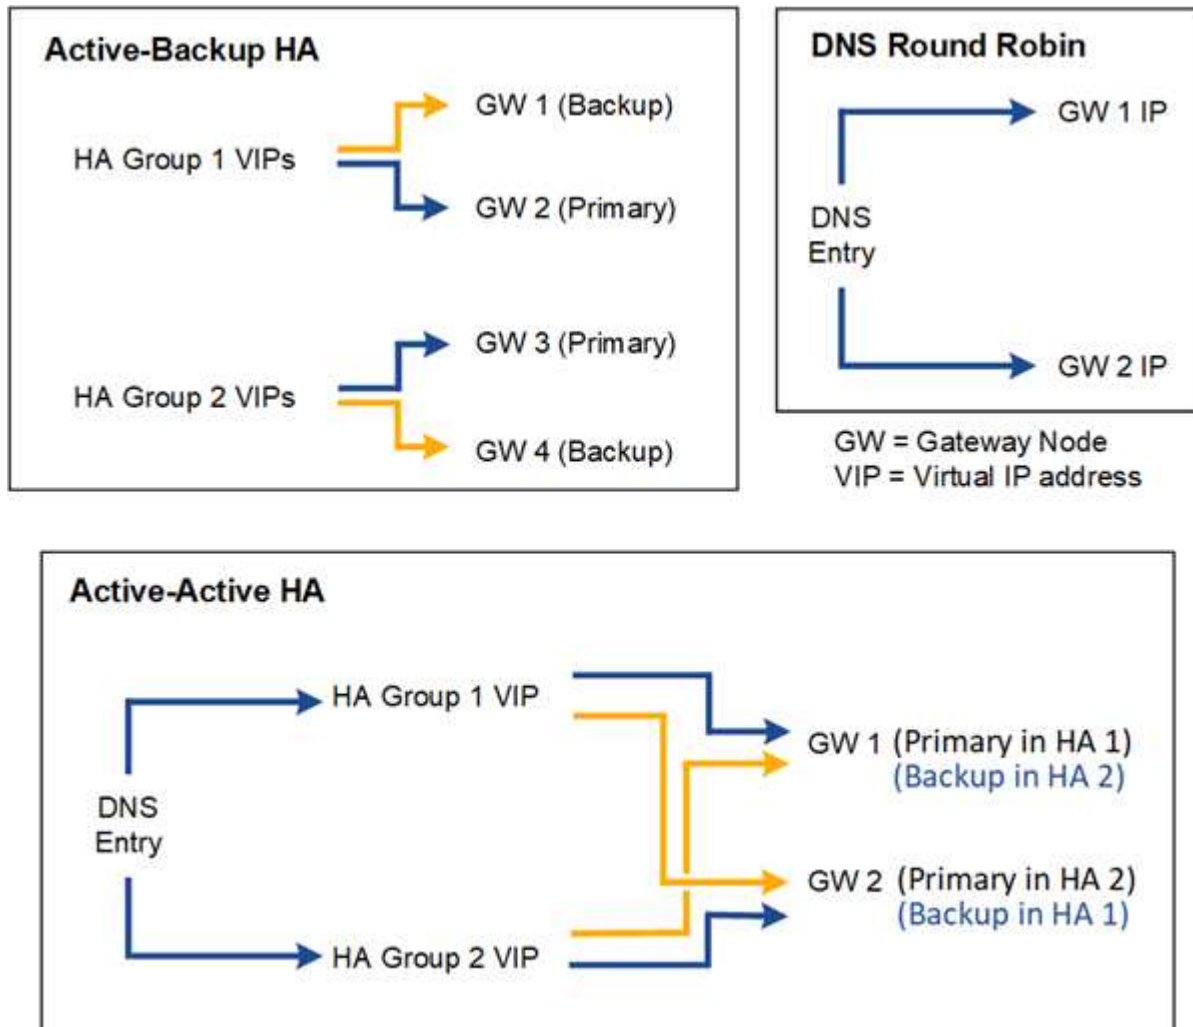 Active-Backup HA
HA Group 1 VIPs
GW 1 (Backup)
GW 2 (Primary)
HA Group 2 VIPs
GW 3 (Primary)
GW 4 (Backup)
DNS Round Robin
GW 1 IP
DNS
Entry
GW 2 IP
GW = Gateway Node
VIP = Virtual IP address
Active-Active HA
DNS
Entry
HA Group 1 VIP
HA Group 2 VIP
GW 1 (Primary in HA 1)
(Backup in HA 2)
GW 2 (Primary in HA 2)
(Backup in HA 1)